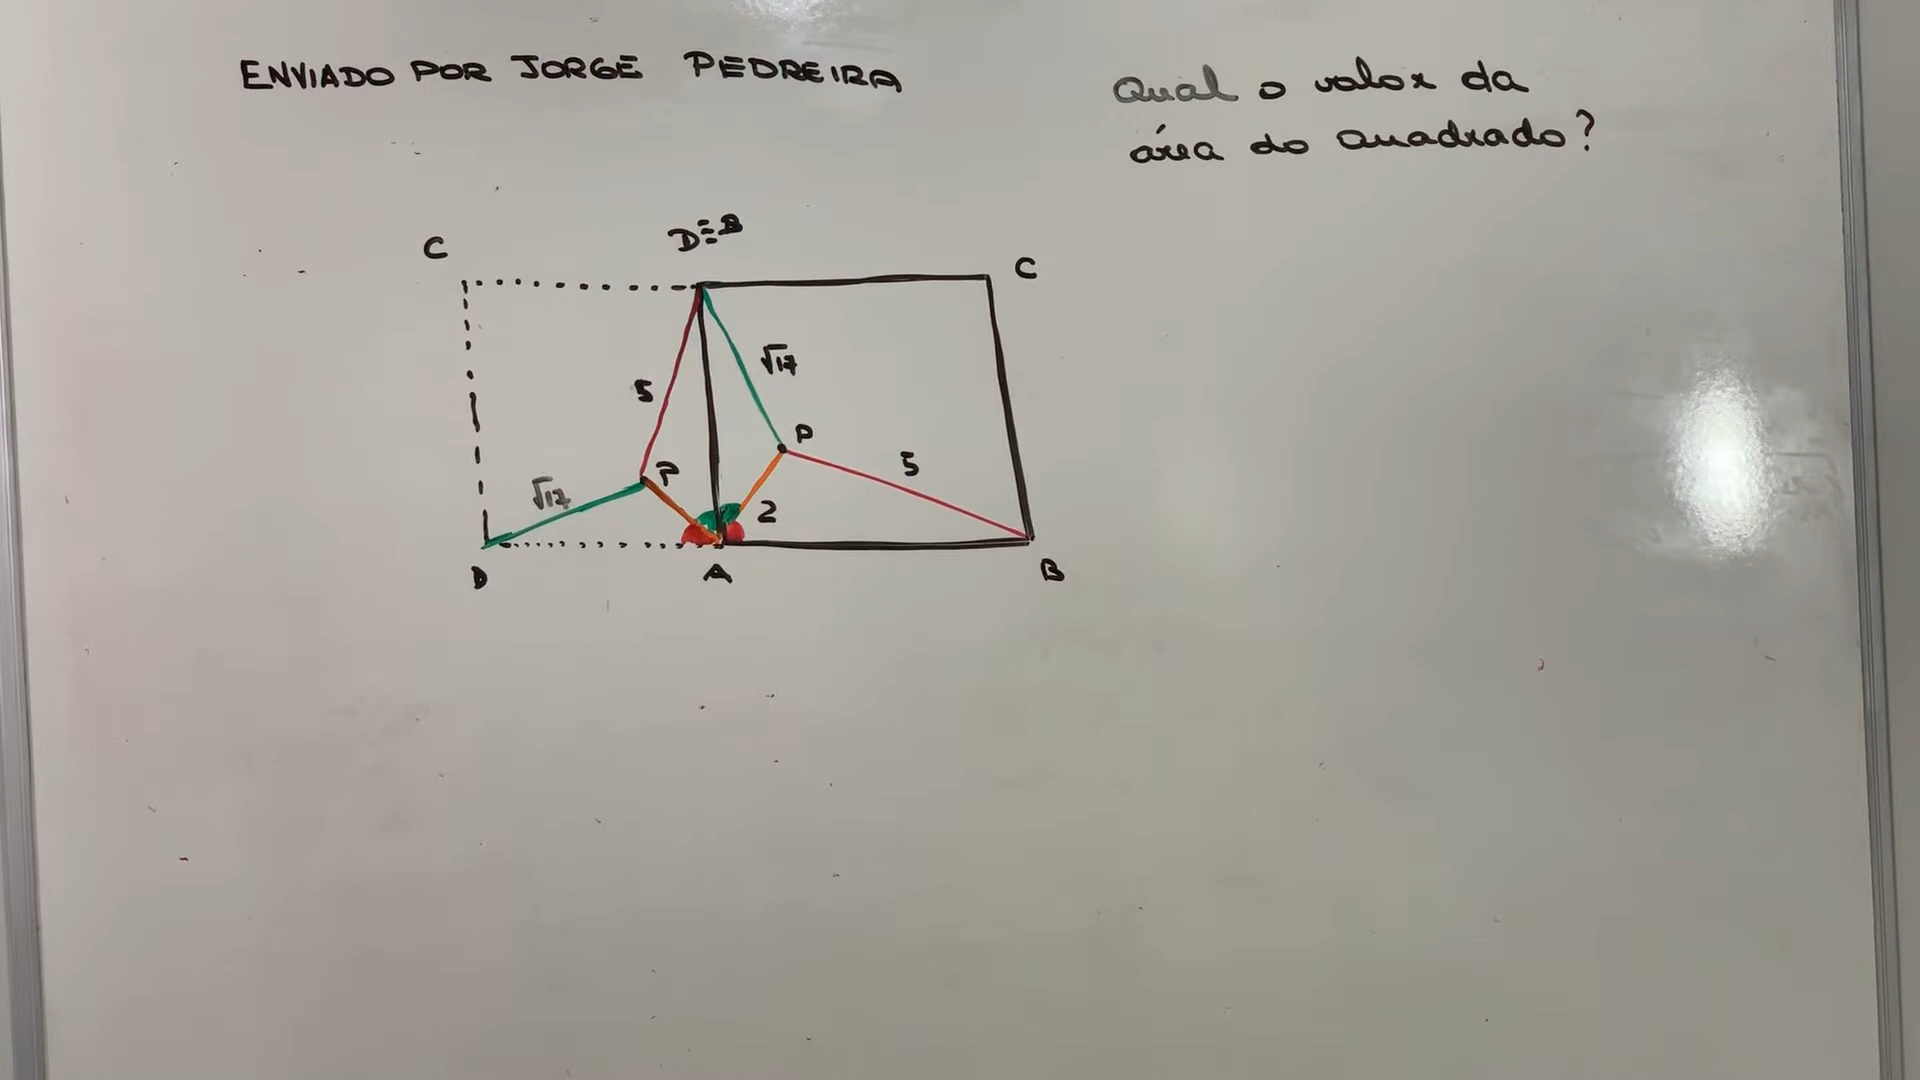 ENVIADO POR JORGE PEDREIRA
Qual o valor da
área do quadrado?
C
D≡B
C
√17
5
P
5
P
√17
2
D
A
B